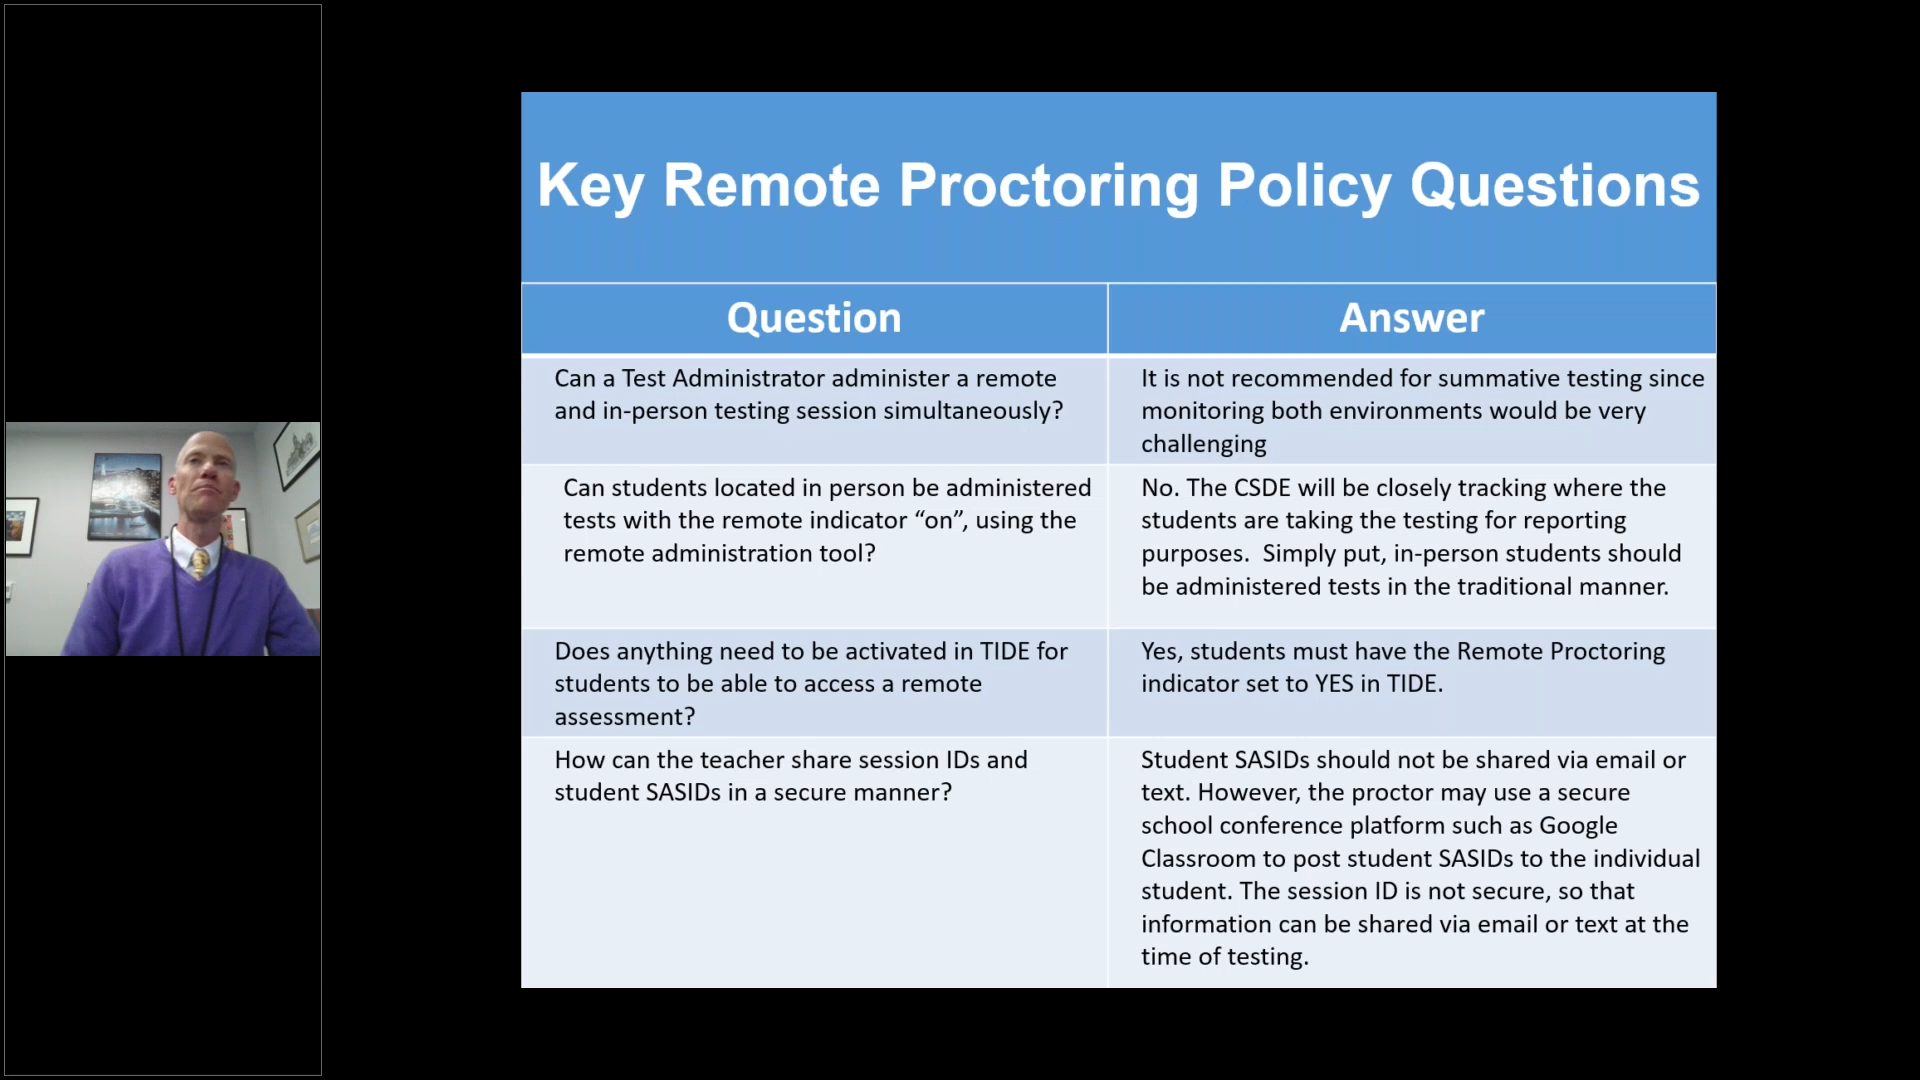 Key Remote Proctoring Policy Questions
Question
Answer
Can a Test Administrator administer a remote
and in-person testing session simultaneously?
It is not recommended for summative testing since
monitoring both environments would be very
challenging
Can students located in person be administered
tests with the remote indicator “on”, using the
remote administration tool?
No. The CSDE will be closely tracking where the
students are taking the testing for reporting
purposes.  Simply put, in-person students should
be administered tests in the traditional manner.
Does anything need to be activated in TIDE for
students to be able to access a remote
assessment?
Yes, students must have the Remote Proctoring
indicator set to YES in TIDE.
How can the teacher share session IDs and
student SASIDs in a secure manner?
Student SASIDs should not be shared via email or
text. However, the proctor may use a secure
school conference platform such as Google
Classroom to post student SASIDs to the individual
student. The session ID is not secure, so that
information can be shared via email or text at the
time of testing.